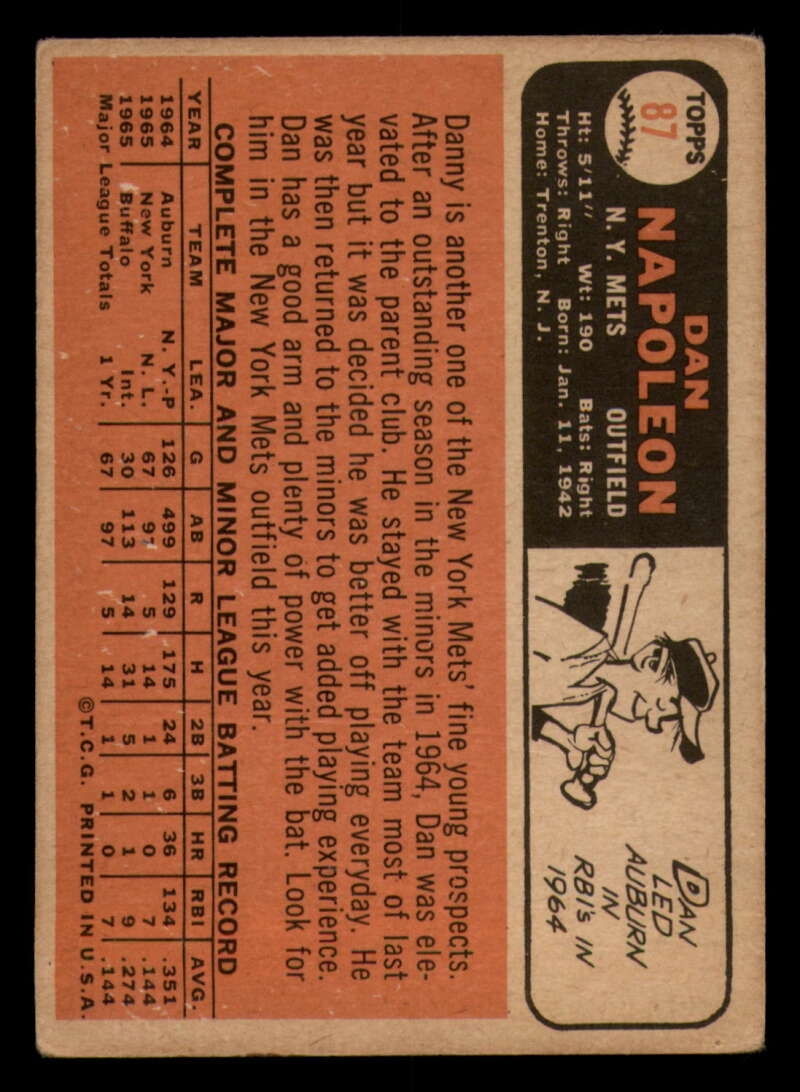 TOPPS
87
DAN
NAPOLEON
N. Y. METS OUTFIELD
Ht: 5'11" Wt: 190 Bats: Right
Throws: Right Born: Jan. 11, 1942
Home: Trenton, N. J.
DAN
LED
AUBURN
IN
RBI's IN
1964
Danny is another one of the New York Mets' fine young prospects.
After an outstanding season in the minors in 1964, Dan was ele-
vated to the parent club. He stayed with the team most of last
year but it was decided he was better off playing everyday. He
was then returned to the minors to get added playing experience.
Dan has a good arm and plenty of power with the bat. Look for
him in the New York Mets outfield this year.
COMPLETE MAJOR AND MINOR LEAGUE BATTING RECORD
YEAR TEAM LEA. G AB R H 2B 3B HR RBI AVG.
1964 Auburn N. Y.-P 126 499 129 175 24 6 36 134 .351
1965 New York N. L. 67 97 5 14 1 1 0 7 .144
1965 Buffalo Int. 30 113 14 31 5 2 1 9 .274
Major League Totals 1 Yr. 67 97 5 14 1 1 0 7 .144
©T.C.G. PRINTED IN U.S.A.